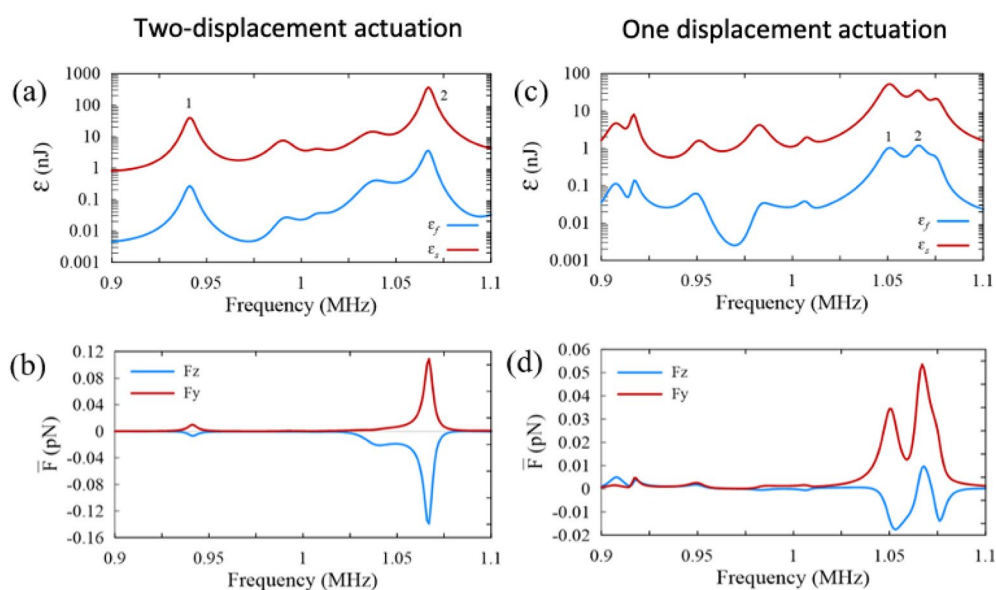 Two-displacement actuation
One displacement actuation
(a)
1000
100
10
1
0.1
0.01
0.001
ε (nJ)
1
2
ε_f
ε_s
0.9
0.95
1
1.05
1.1
Frequency (MHz)
(c)
100
10
1
0.1
0.01
0.001
ε (nJ)
1
2
ε_f
ε_s
0.9
0.95
1
1.05
1.1
Frequency (MHz)
(b)
0.12
0.08
0.04
0
-0.04
-0.08
-0.12
-0.16
F̅ (pN)
Fz
Fy
0.9
0.95
1
1.05
1.1
Frequency (MHz)
(d)
0.06
0.05
0.04
0.03
0.02
0.01
0
-0.01
-0.02
F̅ (pN)
Fz
Fy
0.9
0.95
1
1.05
1.1
Frequency (MHz)